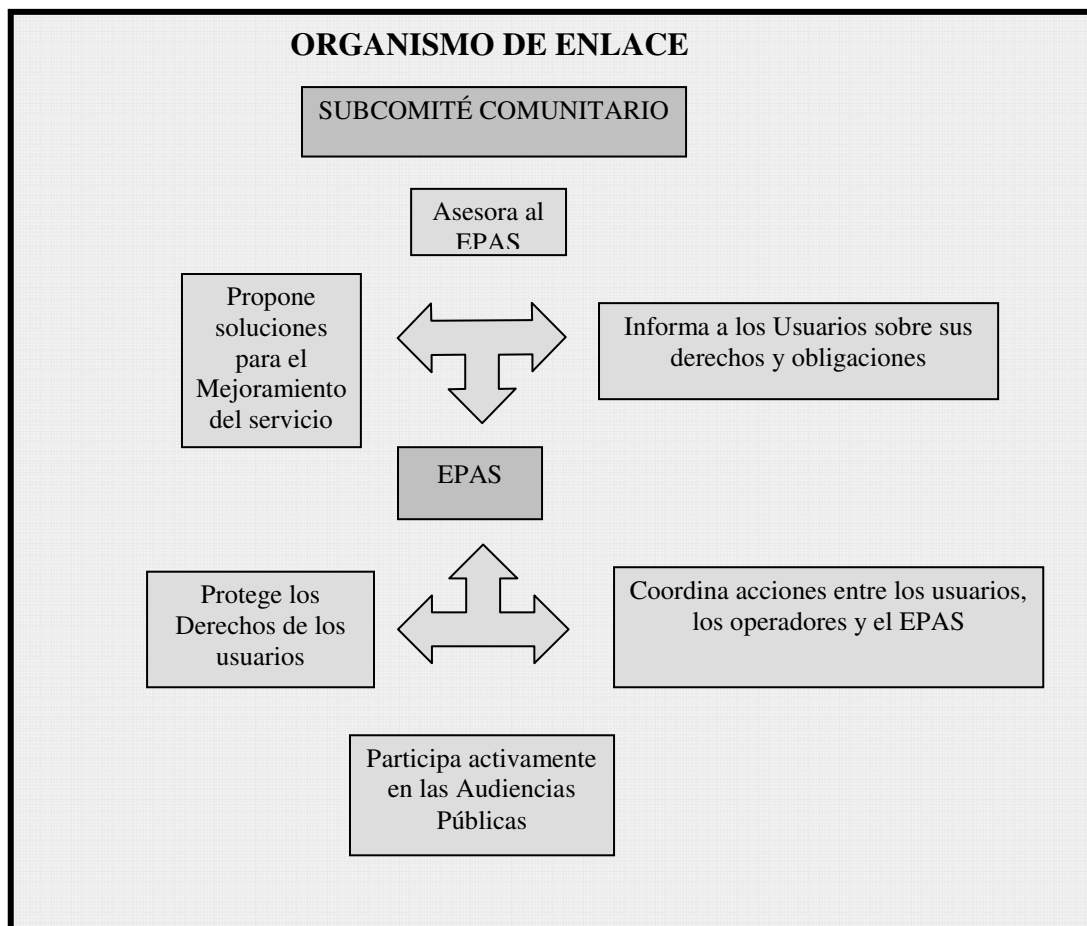 ORGANISMO DE ENLACE
SUBCOMITÉ COMUNITARIO
Asesora al
EPAS
Propone
soluciones
para el
Mejoramiento
del servicio
Informa a los Usuarios sobre sus
derechos y obligaciones
EPAS
Protege los
Derechos de los
usuarios
Coordina acciones entre los usuarios,
los operadores y el EPAS
Participa activamente
en las Audiencias
Públicas